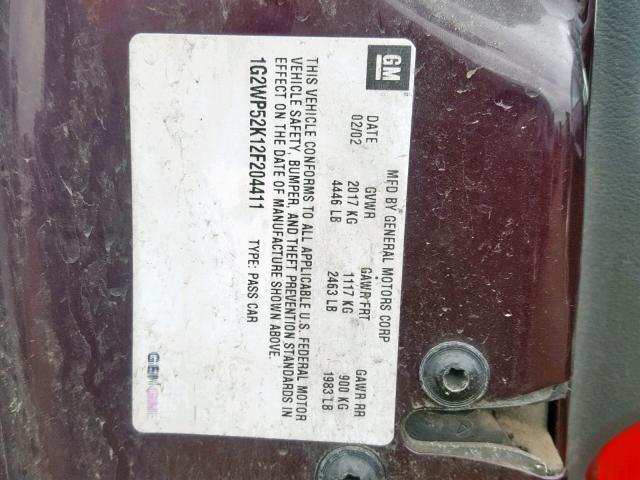 GM
MFD BY GENERAL MOTORS CORP
DATE GVWR GAWR FRT GAWR RR
02/02 2017 KG 1117 KG 900 KG
4446 LB 2463 LB 1983 LB
THIS VEHICLE CONFORMS TO ALL APPLICABLE U.S. FEDERAL MOTOR
VEHICLE SAFETY, BUMPER, AND THEFT PREVENTION STANDARDS IN
EFFECT ON THE DATE OF MANUFACTURE SHOWN ABOVE.
1G2WP52K12F204411 TYPE: PASS CAR